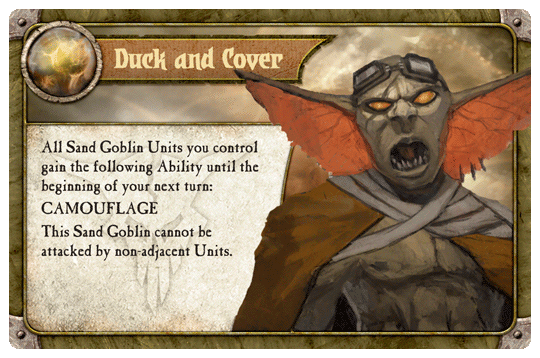 Duck and Cover
All Sand Goblin Units you control
gain the following Ability until the
beginning of your next turn:
CAMOUFLAGE
This Sand Goblin cannot be
attacked by non-adjacent Units.